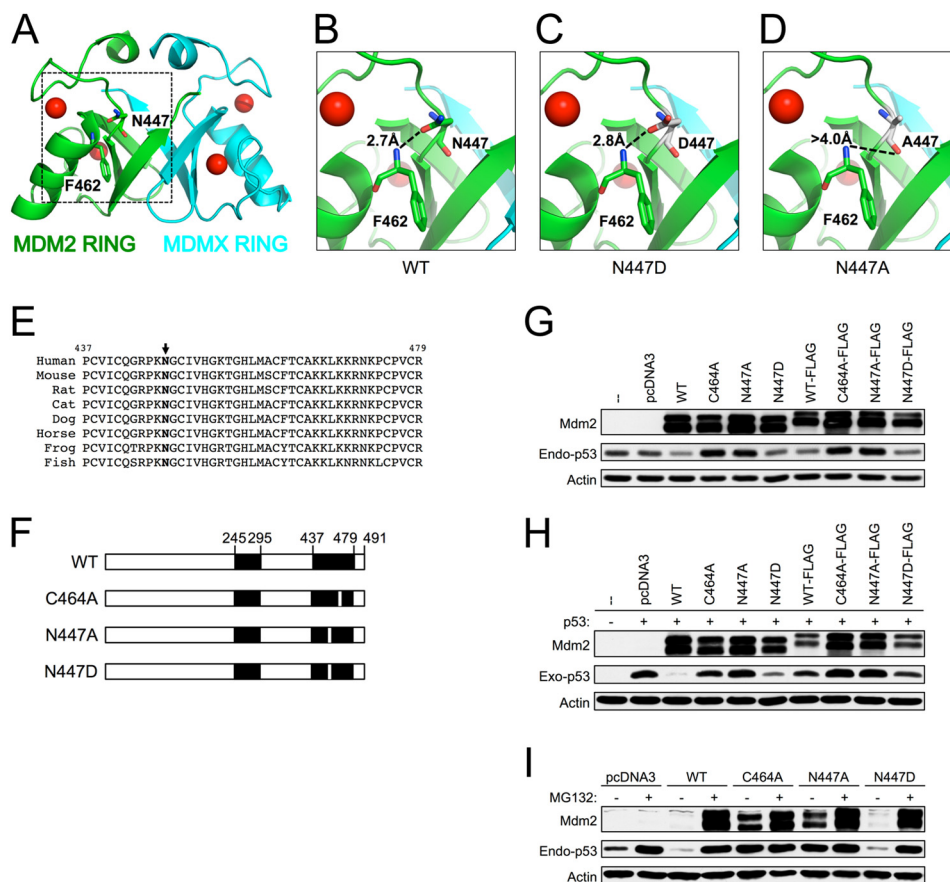 A
N447
F462
MDM2 RING MDMX RING
B
2.7Å
N447
F462
WT
C
2.8Å
D447
F462
N447D
D
>4.0Å
A447
F462
N447A
E
437 479
Human PCVICQGRPKNGCIVHGKTGHLMACFTCAKKLKKRNKPCPVCR
Mouse PCVICQGRPKNGCIVHGKTGHLMSCFTCAKKLKKRNKPCPVCR
Rat PCVICQGRPKNGCIVHGKTGHLMACFTCAKKLKKRNKPCPVCR
Cat PCVICQGRPKNGCIVHGKTGHLMACFTCAKKLKKRNKPCPVCR
Dog PCVICQGRPKNGCIVHGKTGHLMACFTCAKKLKKRNKPCPVCR
Horse PCVICQGRPKNGCIVHGKTGHLMACFTCAKKLKKRNKPCPVCR
Frog PCVICQTRPKNGCIVHGRTGHLMACYTCAKKLKKRNKPCPVCR
Fish PCVICQSRPKNGCIVHGRTGHLMACYTCAKKLKNRNKLCPVCR
F
245 295 437 479 491
WT
C464A
N447A
N447D
G
-- pcDNA3 WT C464A N447A N447D WT-FLAG C464A-FLAG N447A-FLAG N447D-FLAG
Mdm2
Endo-p53
Actin
H
-- pcDNA3 WT C464A N447A N447D WT-FLAG C464A-FLAG N447A-FLAG N447D-FLAG
p53: - + + + + + + + + +
Mdm2
Exo-p53
Actin
I
pcDNA3 WT C464A N447A N447D
MG132: - + - + - + - + - +
Mdm2
Endo-p53
Actin